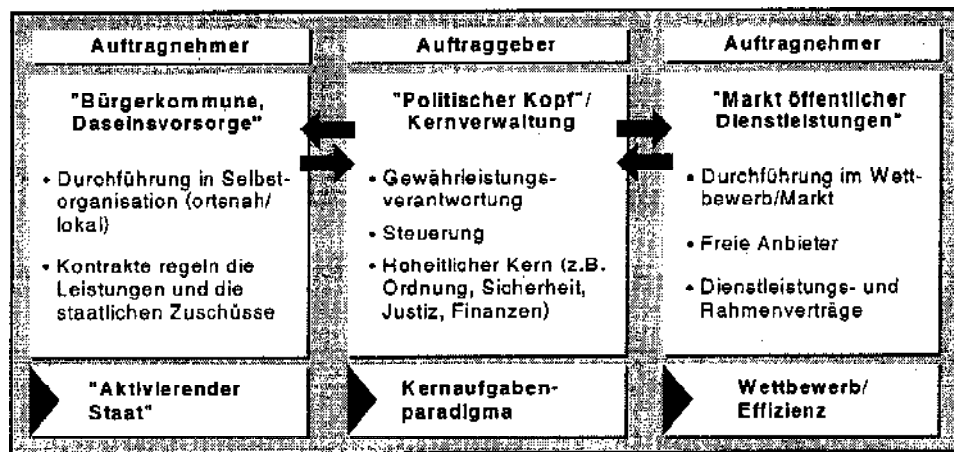 Auftragnehmer
"Bürgerkommune,
Daseinsvorsorge"
• Durchführung in Selbst-
organisation (ortsnah/
lokal)
• Kontrakte regeln die
Leistungen und die
staatlichen Zuschüsse
"Aktivierender
Staat"
Auftraggeber
"Politischer Kopf"/
Kernverwaltung
• Gewährleistungs-
verantwortung
• Steuerung
• Hoheitlicher Kern (z.B.
Ordnung, Sicherheit,
Justiz, Finanzen)
Kernaufgaben-
paradigma
Auftragnehmer
"Markt öffentlicher
Dienstleistungen"
• Durchführung im Wett-
bewerb/Markt
• Freie Anbieter
• Dienstleistungs- und
Rahmenverträge
Wettbewerb/
Effizienz